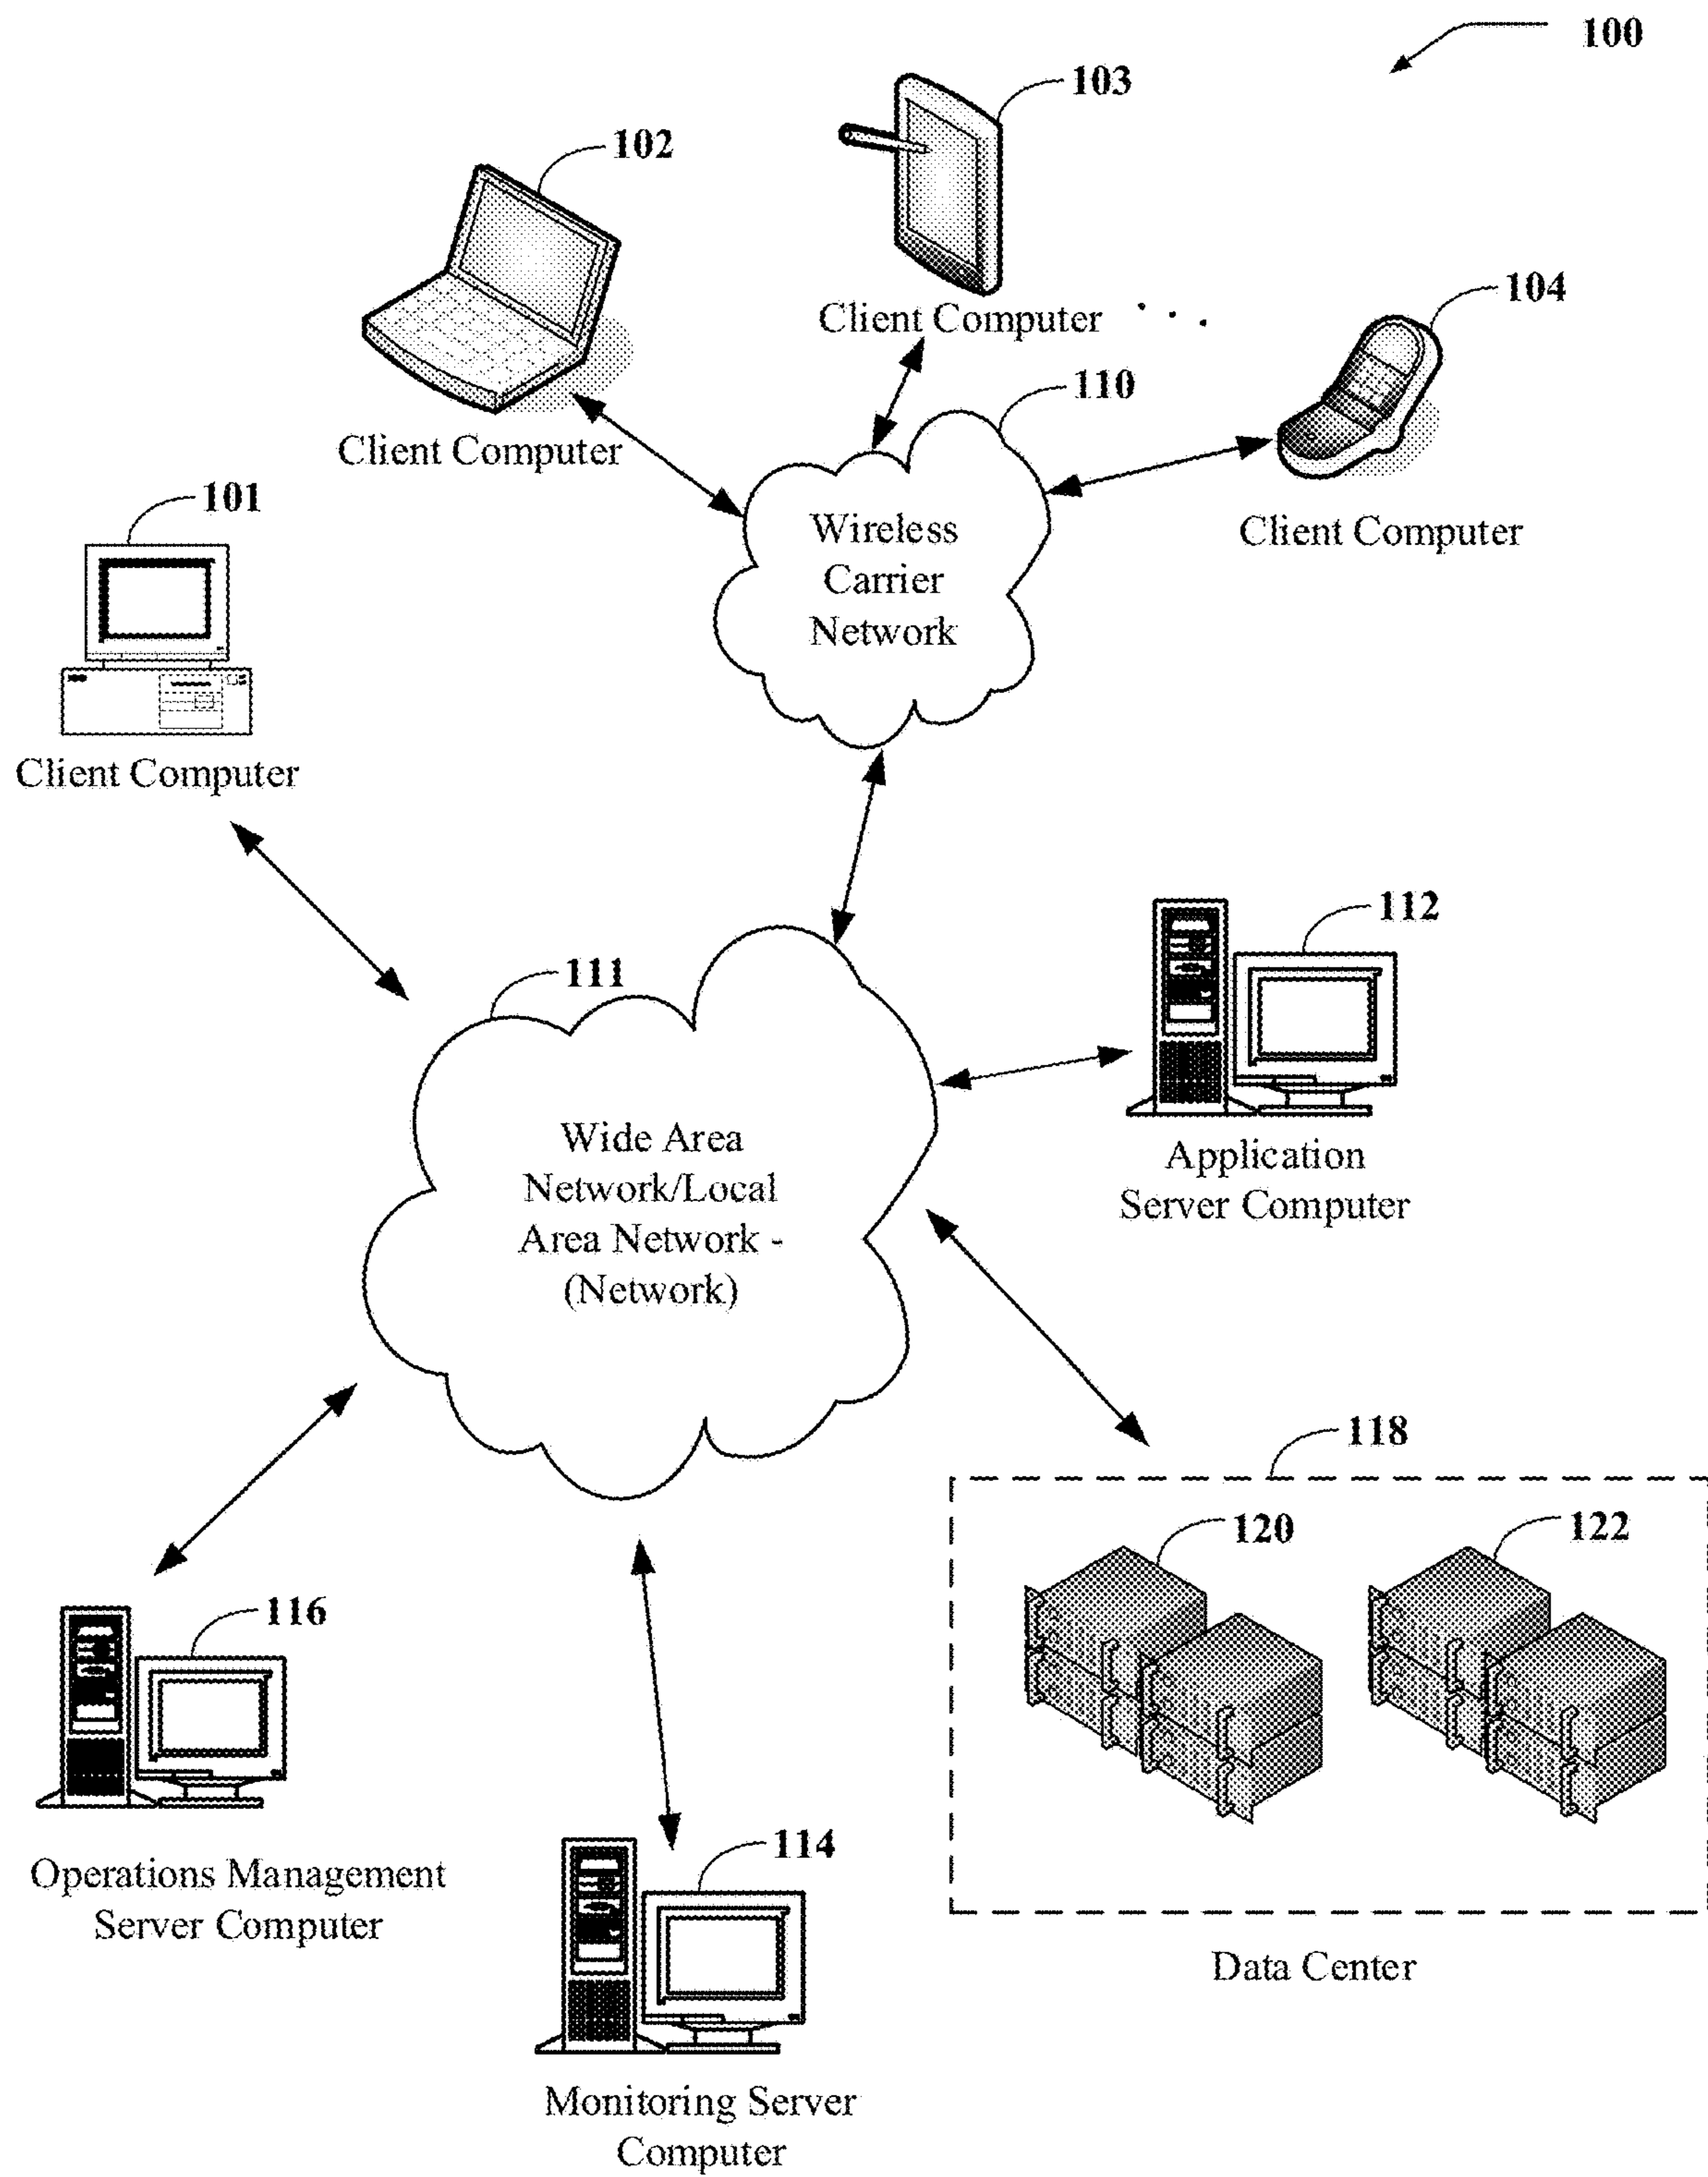 100
103
102
Client Computer
. . .
104
110
Client Computer
Client Computer
101
Wireless
Carrier
Network
Client Computer
112
111
Application
Server Computer
Wide Area
Network/Local
Area Network -
(Network)
118
120
122
116
Operations Management
Server Computer
114
Data Center
Monitoring Server
Computer